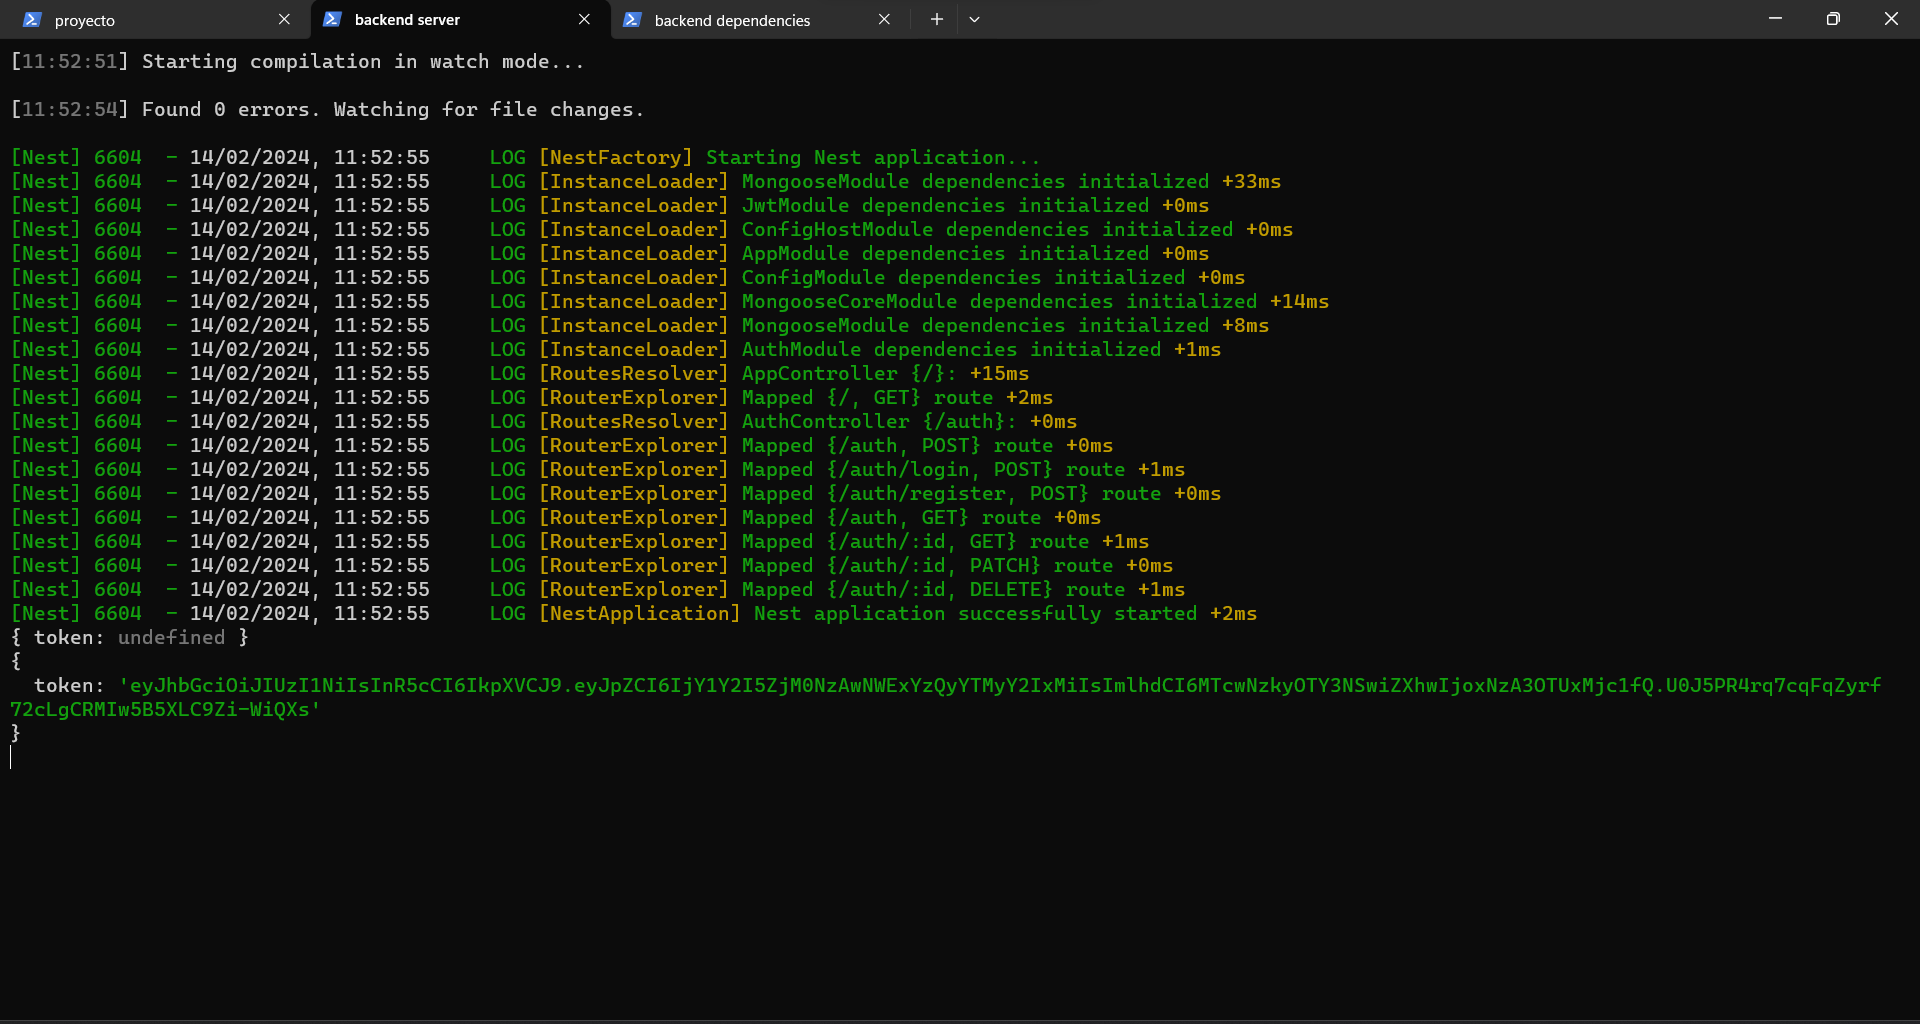 proyecto
backend server
backend dependencies
[11:52:51] Starting compilation in watch mode...
[11:52:54] Found 0 errors. Watching for file changes.
[Nest] 6604  - 14/02/2024, 11:52:55     LOG [NestFactory] Starting Nest application...
[Nest] 6604  - 14/02/2024, 11:52:55     LOG [InstanceLoader] MongooseModule dependencies initialized +33ms
[Nest] 6604  - 14/02/2024, 11:52:55     LOG [InstanceLoader] JwtModule dependencies initialized +0ms
[Nest] 6604  - 14/02/2024, 11:52:55     LOG [InstanceLoader] ConfigHostModule dependencies initialized +0ms
[Nest] 6604  - 14/02/2024, 11:52:55     LOG [InstanceLoader] AppModule dependencies initialized +0ms
[Nest] 6604  - 14/02/2024, 11:52:55     LOG [InstanceLoader] ConfigModule dependencies initialized +0ms
[Nest] 6604  - 14/02/2024, 11:52:55     LOG [InstanceLoader] MongooseCoreModule dependencies initialized +14ms
[Nest] 6604  - 14/02/2024, 11:52:55     LOG [InstanceLoader] MongooseModule dependencies initialized +8ms
[Nest] 6604  - 14/02/2024, 11:52:55     LOG [InstanceLoader] AuthModule dependencies initialized +1ms
[Nest] 6604  - 14/02/2024, 11:52:55     LOG [RoutesResolver] AppController {/}: +15ms
[Nest] 6604  - 14/02/2024, 11:52:55     LOG [RouterExplorer] Mapped {/, GET} route +2ms
[Nest] 6604  - 14/02/2024, 11:52:55     LOG [RoutesResolver] AuthController {/auth}: +0ms
[Nest] 6604  - 14/02/2024, 11:52:55     LOG [RouterExplorer] Mapped {/auth, POST} route +0ms
[Nest] 6604  - 14/02/2024, 11:52:55     LOG [RouterExplorer] Mapped {/auth/login, POST} route +1ms
[Nest] 6604  - 14/02/2024, 11:52:55     LOG [RouterExplorer] Mapped {/auth/register, POST} route +0ms
[Nest] 6604  - 14/02/2024, 11:52:55     LOG [RouterExplorer] Mapped {/auth, GET} route +0ms
[Nest] 6604  - 14/02/2024, 11:52:55     LOG [RouterExplorer] Mapped {/auth/:id, GET} route +1ms
[Nest] 6604  - 14/02/2024, 11:52:55     LOG [RouterExplorer] Mapped {/auth/:id, PATCH} route +0ms
[Nest] 6604  - 14/02/2024, 11:52:55     LOG [RouterExplorer] Mapped {/auth/:id, DELETE} route +1ms
[Nest] 6604  - 14/02/2024, 11:52:55     LOG [NestApplication] Nest application successfully started +2ms
{ token: undefined }
{
  token: 'eyJhbGciOiJIUzI1NiIsInR5cCI6IkpXVCJ9.eyJpZCI6IjY1Y2I5ZjM0NzAwNWExYzQyYTMyY2IxMiIsImlhdCI6MTcwNzkyOTY3NSwiZXhwIjoxNzA3OTUxMjc1fQ.U0J5PR4rq7cqFqZyrf
72cLgCRMIw5B5XLC9Zi-WiQXs'
}